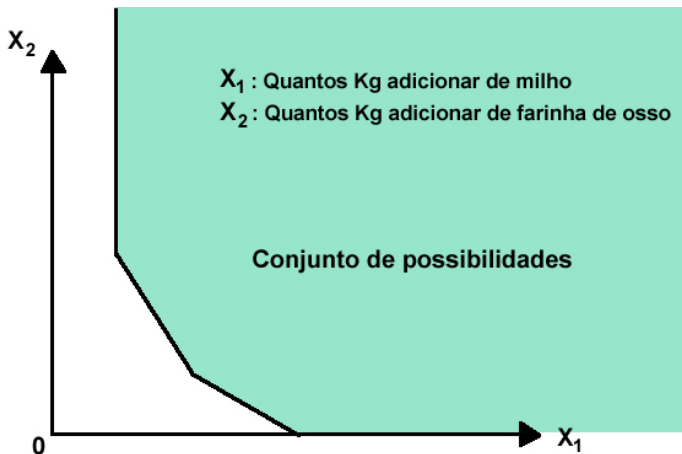 X2
X1 : Quantos Kg adicionar de milho
X2 : Quantos Kg adicionar de farinha de osso
Conjunto de possibilidades
0
X1